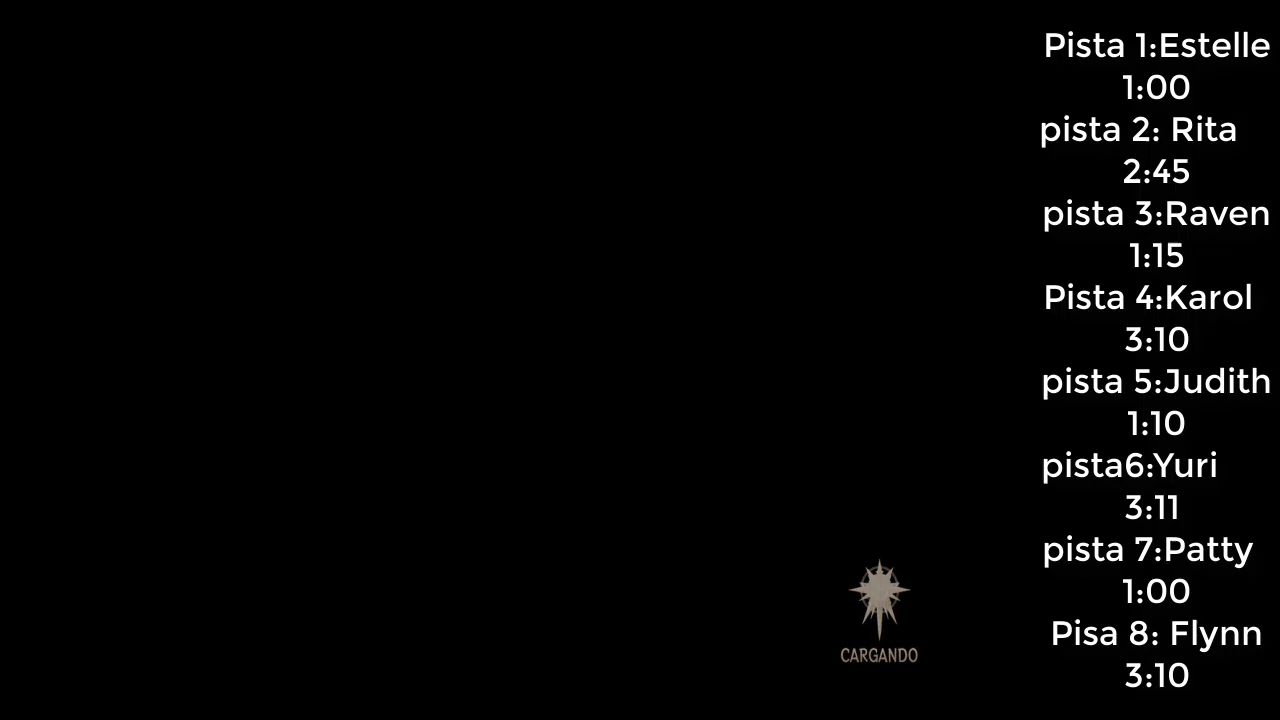 Pista 1:Estelle
1:00
pista 2: Rita
2:45
pista 3:Raven
1:15
Pista 4:Karol
3:10
pista 5:Judith
1:10
pista6:Yuri
3:11
pista 7:Patty
1:00
Pisa 8: Flynn
3:10
CARGANDO